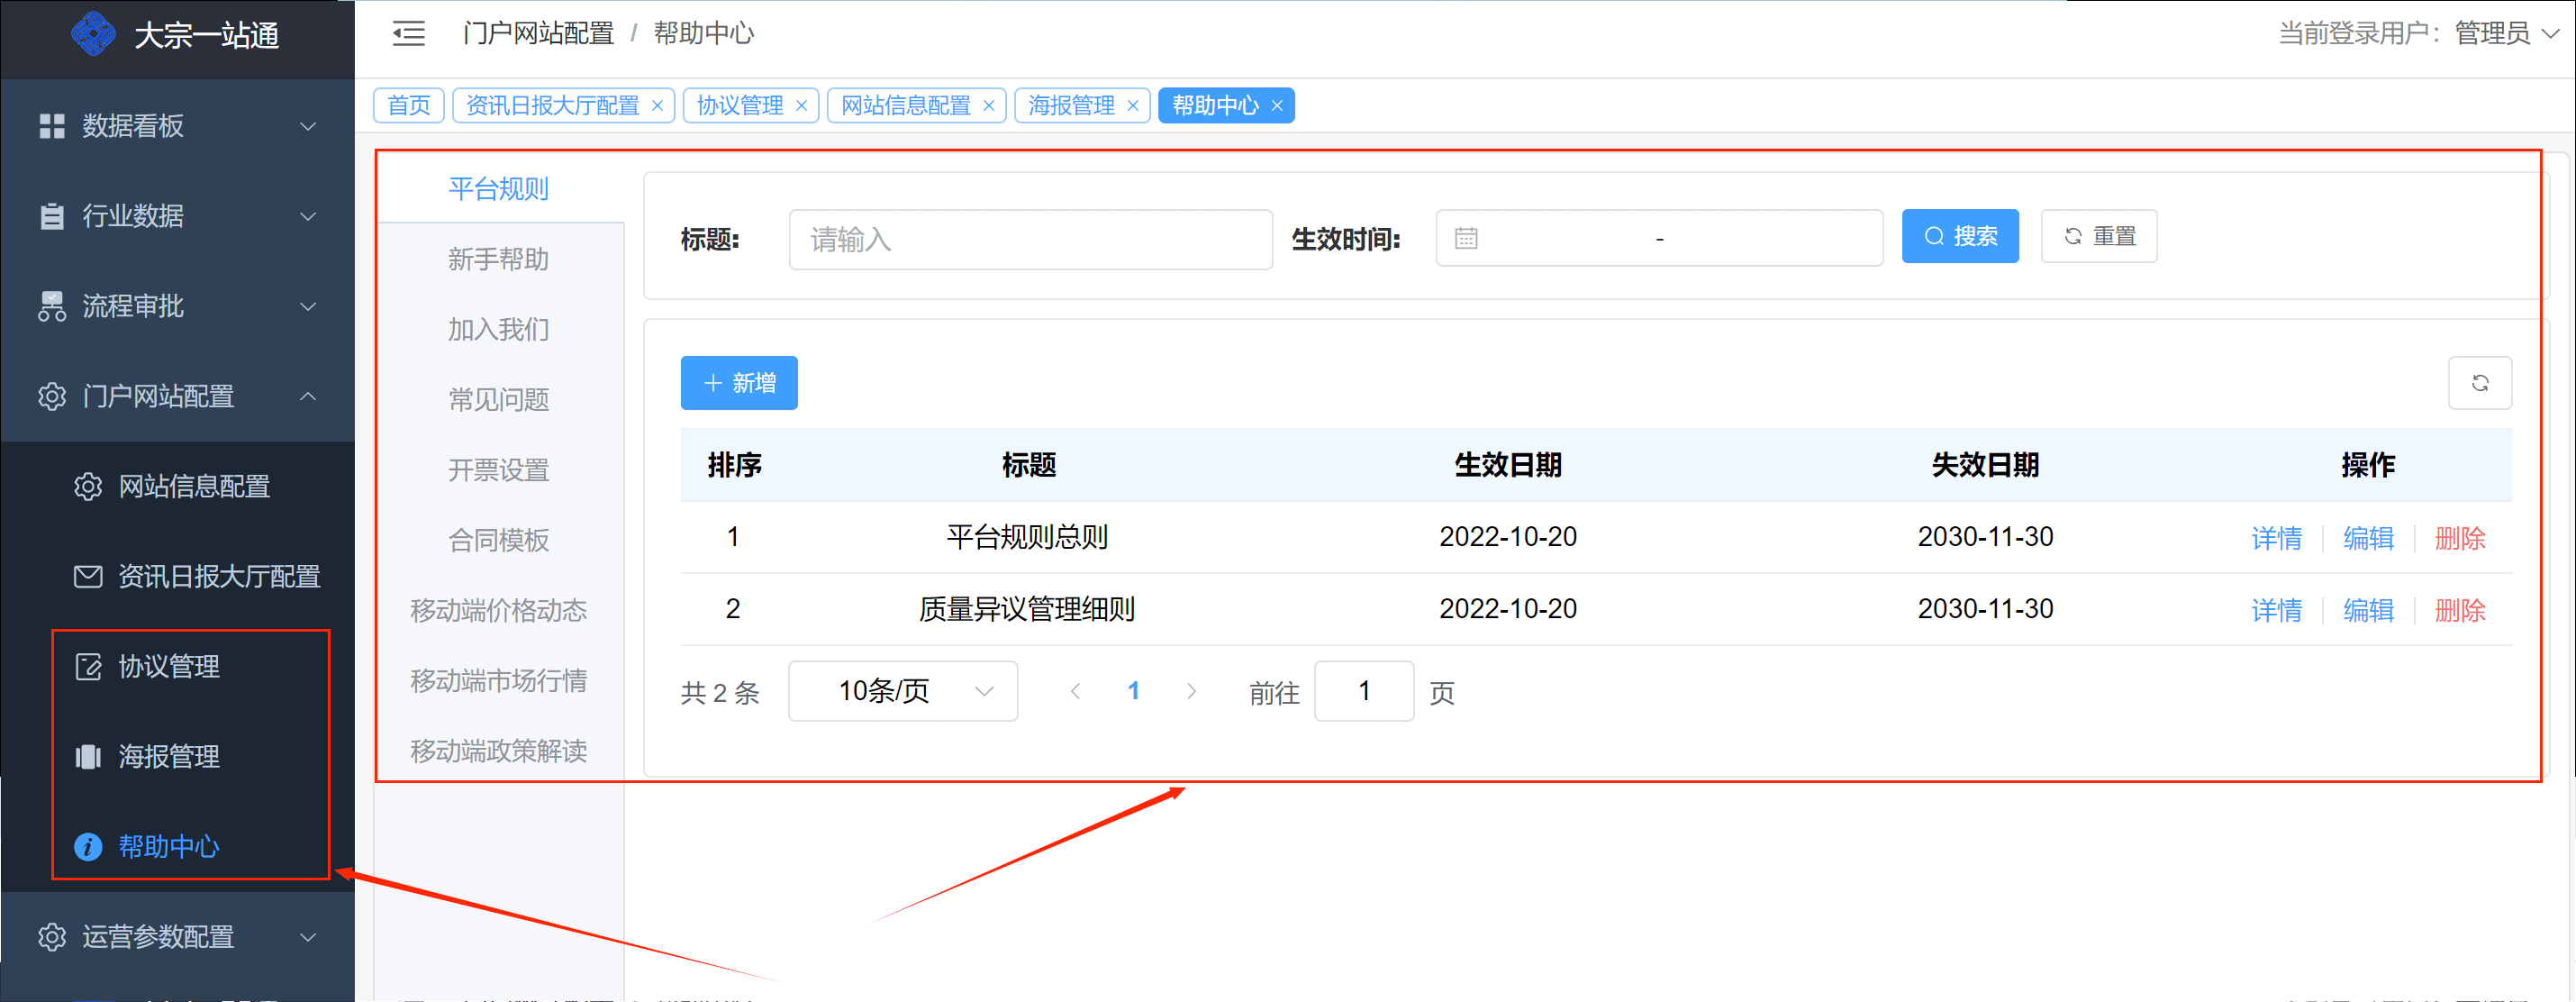 大宗一站通
门户网站配置 / 帮助中心
当前登录用户：管理员
首页 资讯日报大厅配置 × 协议管理 × 网站信息配置 × 海报管理 × 帮助中心 ×
数据看板
行业数据
流程审批
门户网站配置
网站信息配置
资讯日报大厅配置
协议管理
海报管理
帮助中心
运营参数配置
平台规则
新手帮助
加入我们
常见问题
开票设置
合同模板
移动端价格动态
移动端市场行情
移动端政策解读
标题: 请输入 生效时间: - 搜索 重置
+ 新增
排序 标题 生效日期 失效日期 操作
1 平台规则总则 2022-10-20 2030-11-30 详情 编辑 删除
2 质量异议管理细则 2022-10-20 2030-11-30 详情 编辑 删除
共 2 条 10条/页 1 前往 1 页